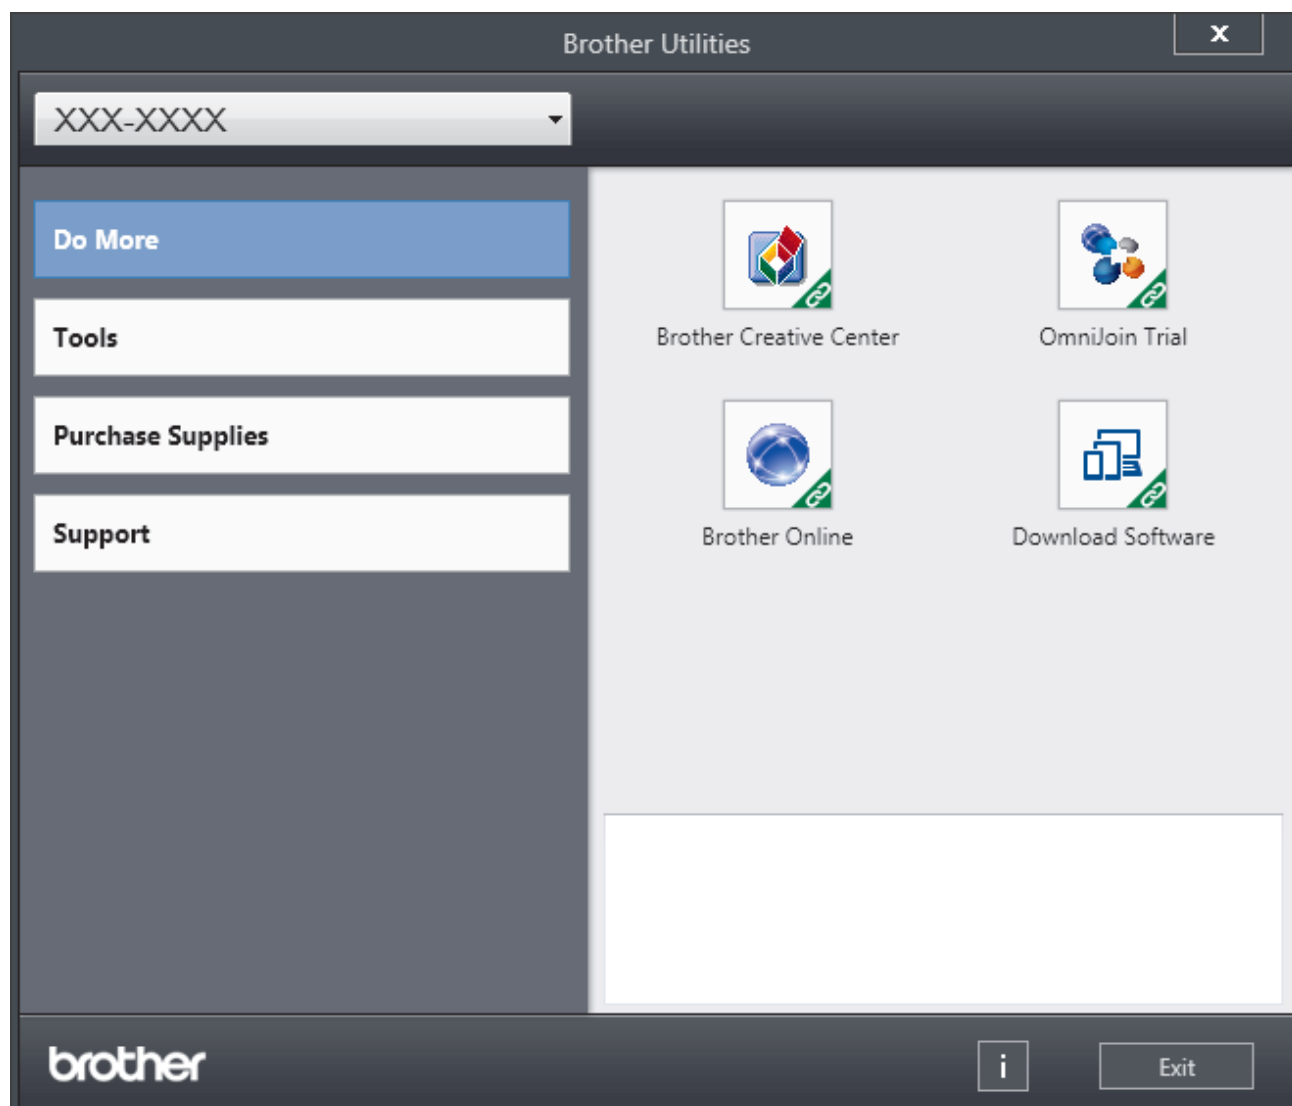 Brother Utilities
x
XXX-XXXX
Do More
Tools
Purchase Supplies
Support
Brother Creative Center
OmniJoin Trial
Brother Online
Download Software
brother
i
Exit